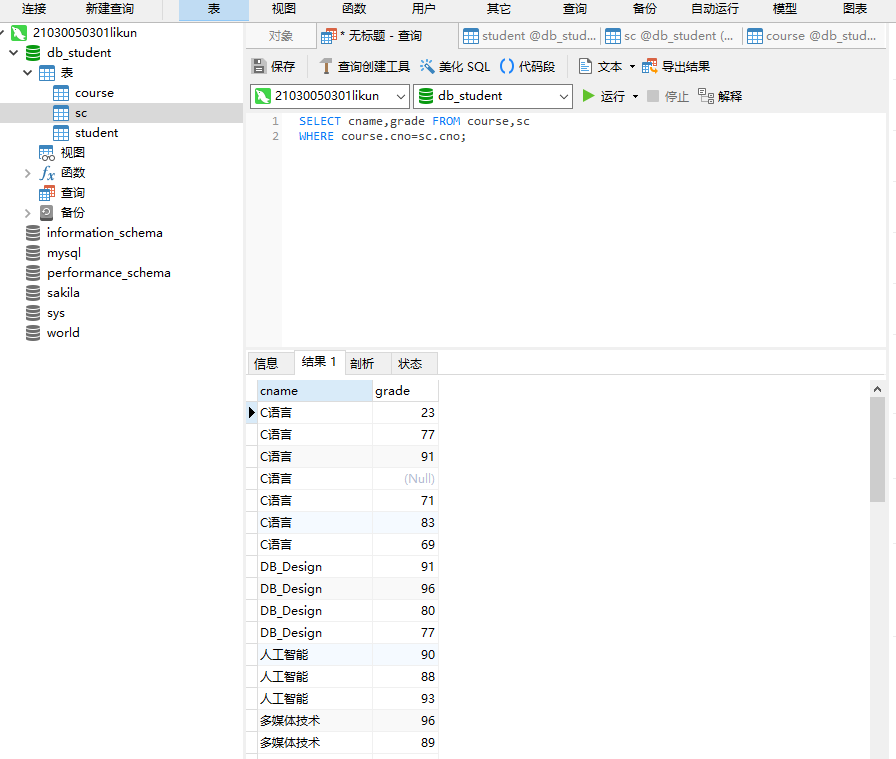 连接 新建查询 表 视图 函数 用户 其它 查询 备份 自动运行 模型 图表
21030050301likun
db_student
表
course
sc
student
视图
函数
查询
备份
information_schema
mysql
performance_schema
sakila
sys
world
对象 * 无标题 - 查询 student @db_stud... sc @db_student (... course @db_stud...
保存 查询创建工具 美化 SQL 代码段 文本 导出结果
21030050301likun db_student 运行 停止 解释
1 SELECT cname,grade FROM course,sc
2 WHERE course.cno=sc.cno;
信息 结果 1 剖析 状态
cname grade
C语言 23
C语言 77
C语言 91
C语言 (Null)
C语言 71
C语言 83
C语言 69
DB_Design 91
DB_Design 96
DB_Design 80
DB_Design 77
人工智能 90
人工智能 88
人工智能 93
多媒体技术 96
多媒体技术 89